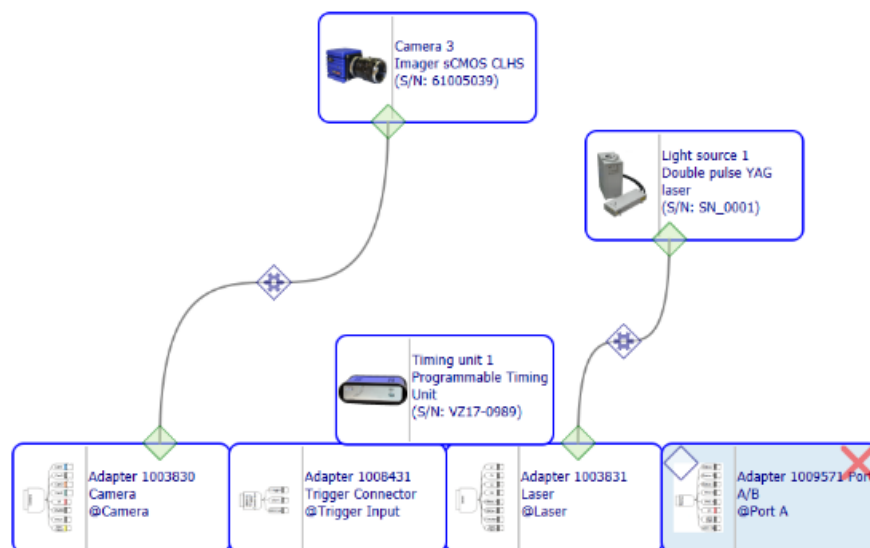 Camera 3
Imager sCMOS CLHS
(S/N: 61005039)
Light source 1
Double pulse YAG
laser
(S/N: SN_0001)
Timing unit 1
Programmable Timing
Unit
(S/N: VZ17-0989)
Adapter 1003830
Camera
@Camera
Adapter 1008431
Trigger Connector
@Trigger Input
Adapter 1003831
Laser
@Laser
Adapter 1009571 Port
A/B
@Port A